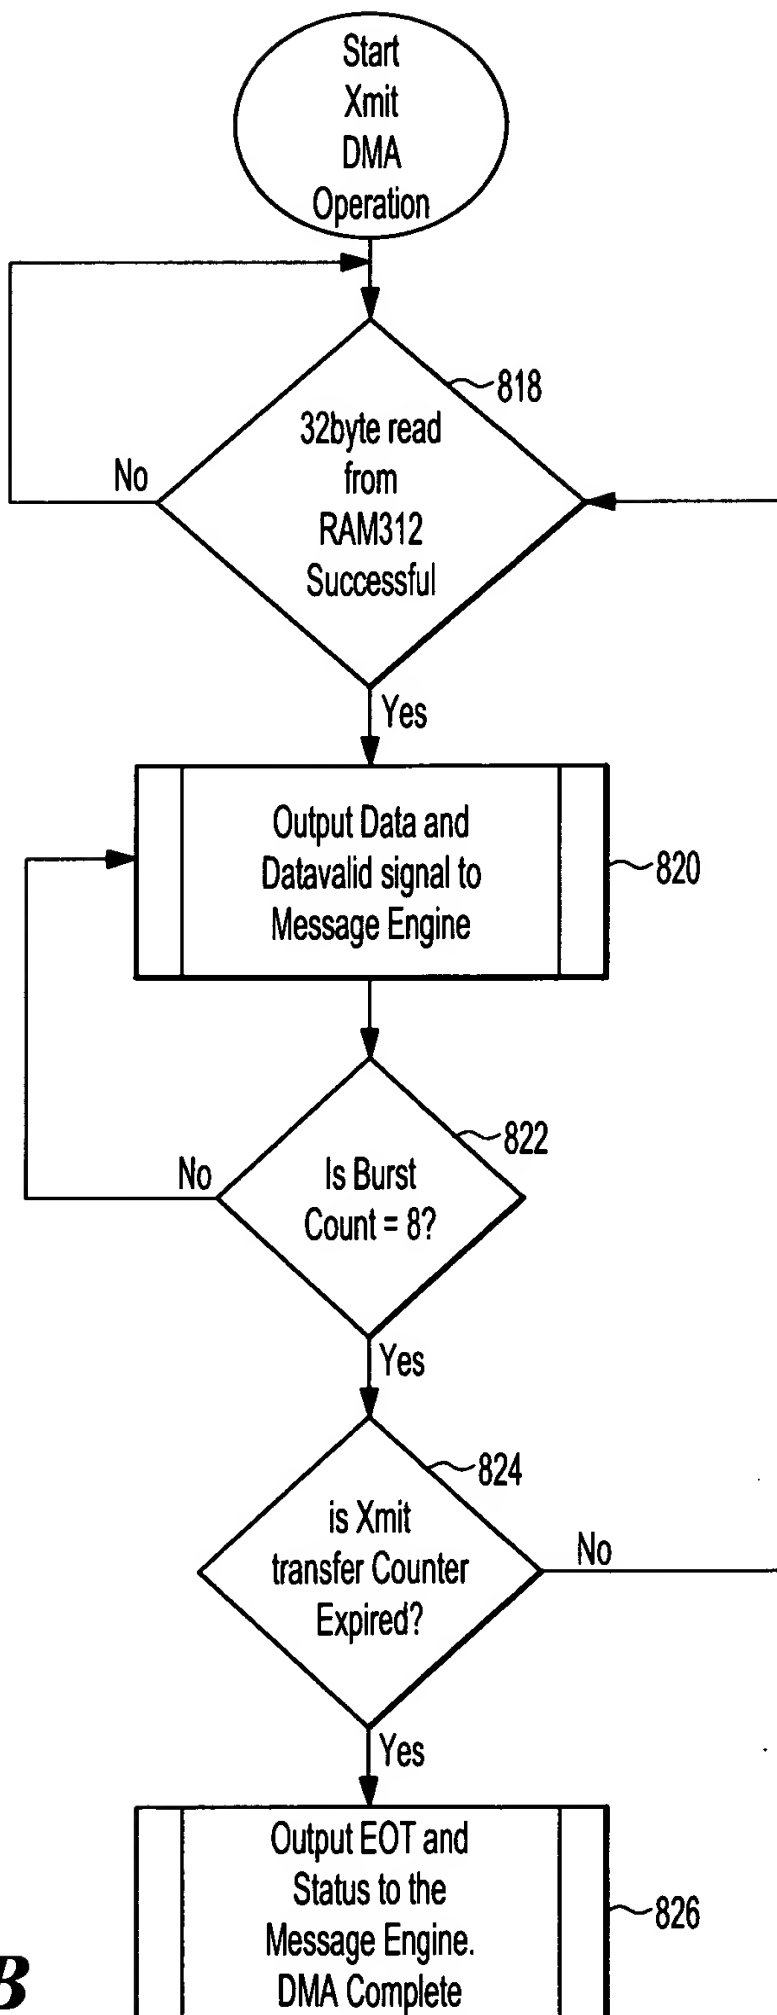 Start
Xmit
DMA
Operation
818
32byte read
from
RAM312
Successful
No
Yes
Output Data and
Datavalid signal to
Message Engine
820
822
Is Burst
Count = 8?
No
Yes
824
is Xmit
transfer Counter
Expired?
No
Yes
Output EOT and
Status to the
Message Engine.
DMA Complete
826
B